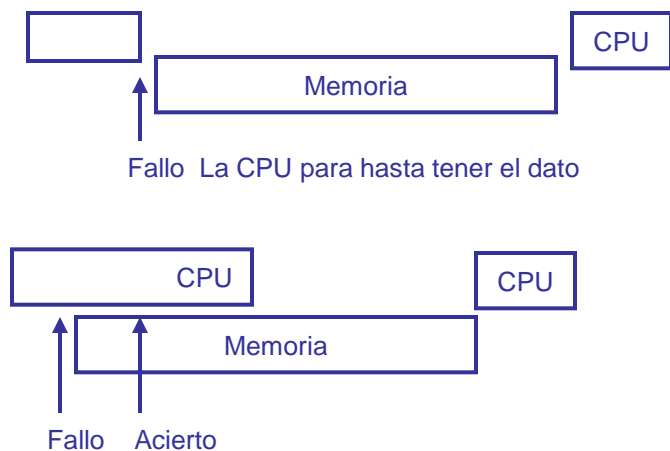 CPU
Memoria
Fallo La CPU para hasta tener el dato
CPU
CPU
Memoria
Fallo Acierto